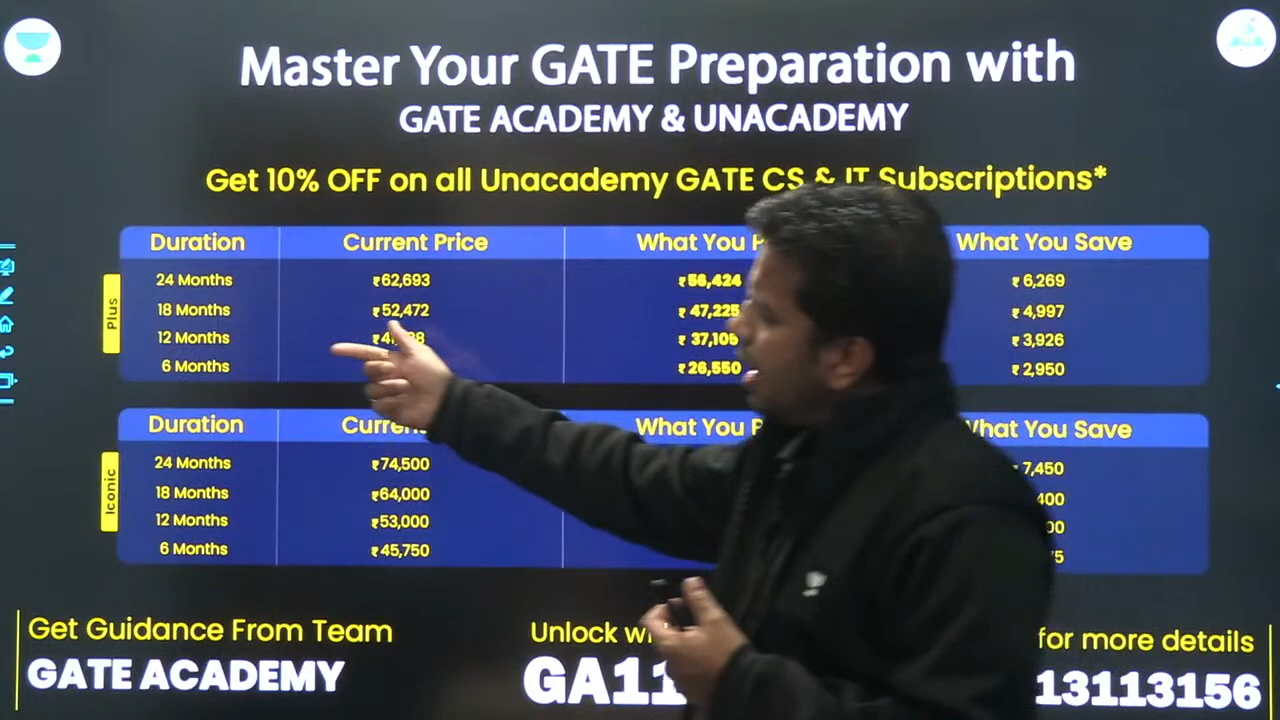 Master Your GATE Preparation with
GATE ACADEMY & UNACADEMY
Get 10% OFF on all Unacademy GATE CS & IT Subscriptions*
Plus
Duration Current Price What You What You Save
24 Months ₹62,693 ₹56,424 ₹6,269
18 Months ₹52,472 ₹47,225 ₹4,997
12 Months ₹37,105 ₹3,926
6 Months ₹26,550 ₹2,950
Iconic
Duration What You What You Save
24 Months ₹74,500 7,450
18 Months ₹64,000 400
12 Months ₹53,000
6 Months ₹45,750
Get Guidance From Team
GATE ACADEMY
Unlock
GA11
for more details
13113156